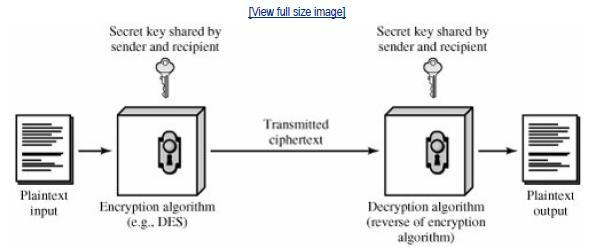 [View full size image]
Secret key shared by
sender and recipient
Secret key shared by
sender and recipient
Transmitted
ciphertext
Plaintext
input
Encryption algorithm
(e.g., DES)
Decryption algorithm
(reverse of encryption
algorithm)
Plaintext
output